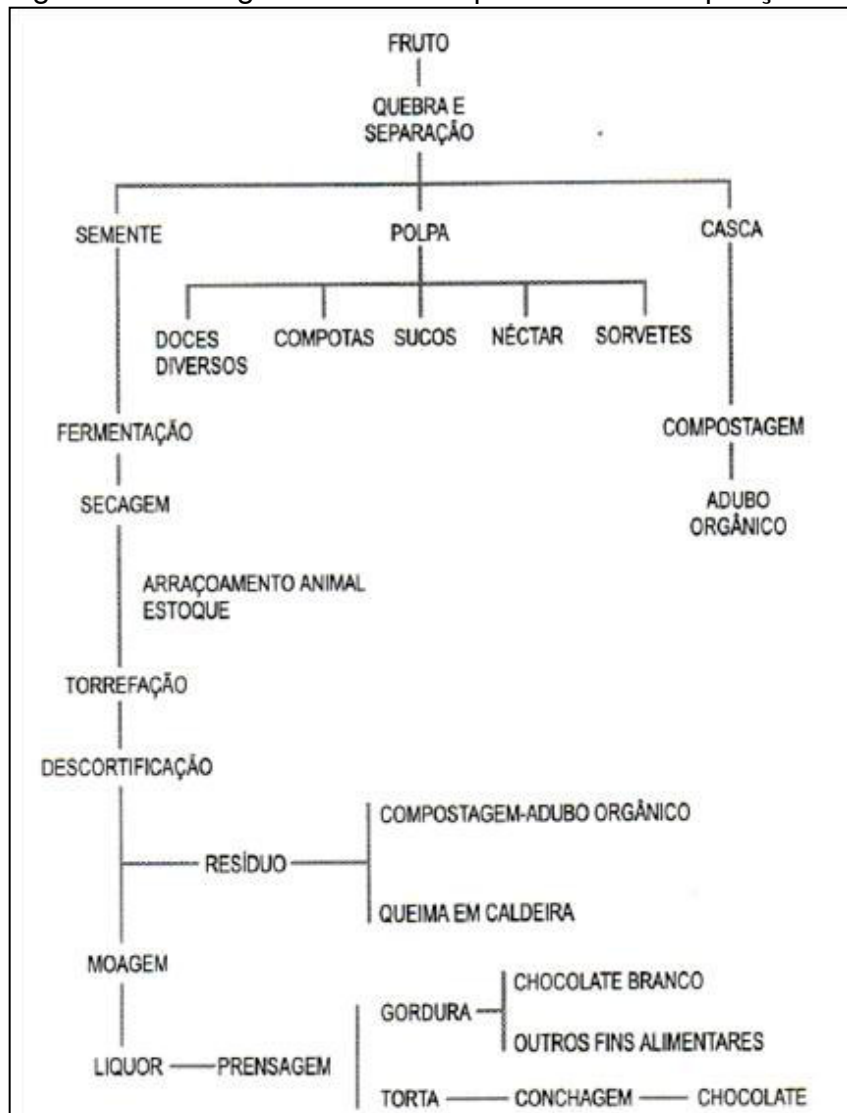 FRUTO
QUEBRA E
SEPARAÇÃO
SEMENTE
POLPA
CASCA
DOCES
DIVERSOS
COMPOTAS
SUCOS
NÉCTAR
SORVETES
FERMENTAÇÃO
COMPOSTAGEM
SECAGEM
ADUBO
ORGÂNICO
ARRAÇOAMENTO ANIMAL
ESTOQUE
TORREFAÇÃO
DESCORTIFICAÇÃO
COMPOSTAGEM-ADUBO ORGÂNICO
RESÍDUO
QUEIMA EM CALDEIRA
MOAGEM
CHOCOLATE BRANCO
GORDURA
OUTROS FINS ALIMENTARES
LIQUOR
PRENSAGEM
TORTA
CONCHAGEM
CHOCOLATE